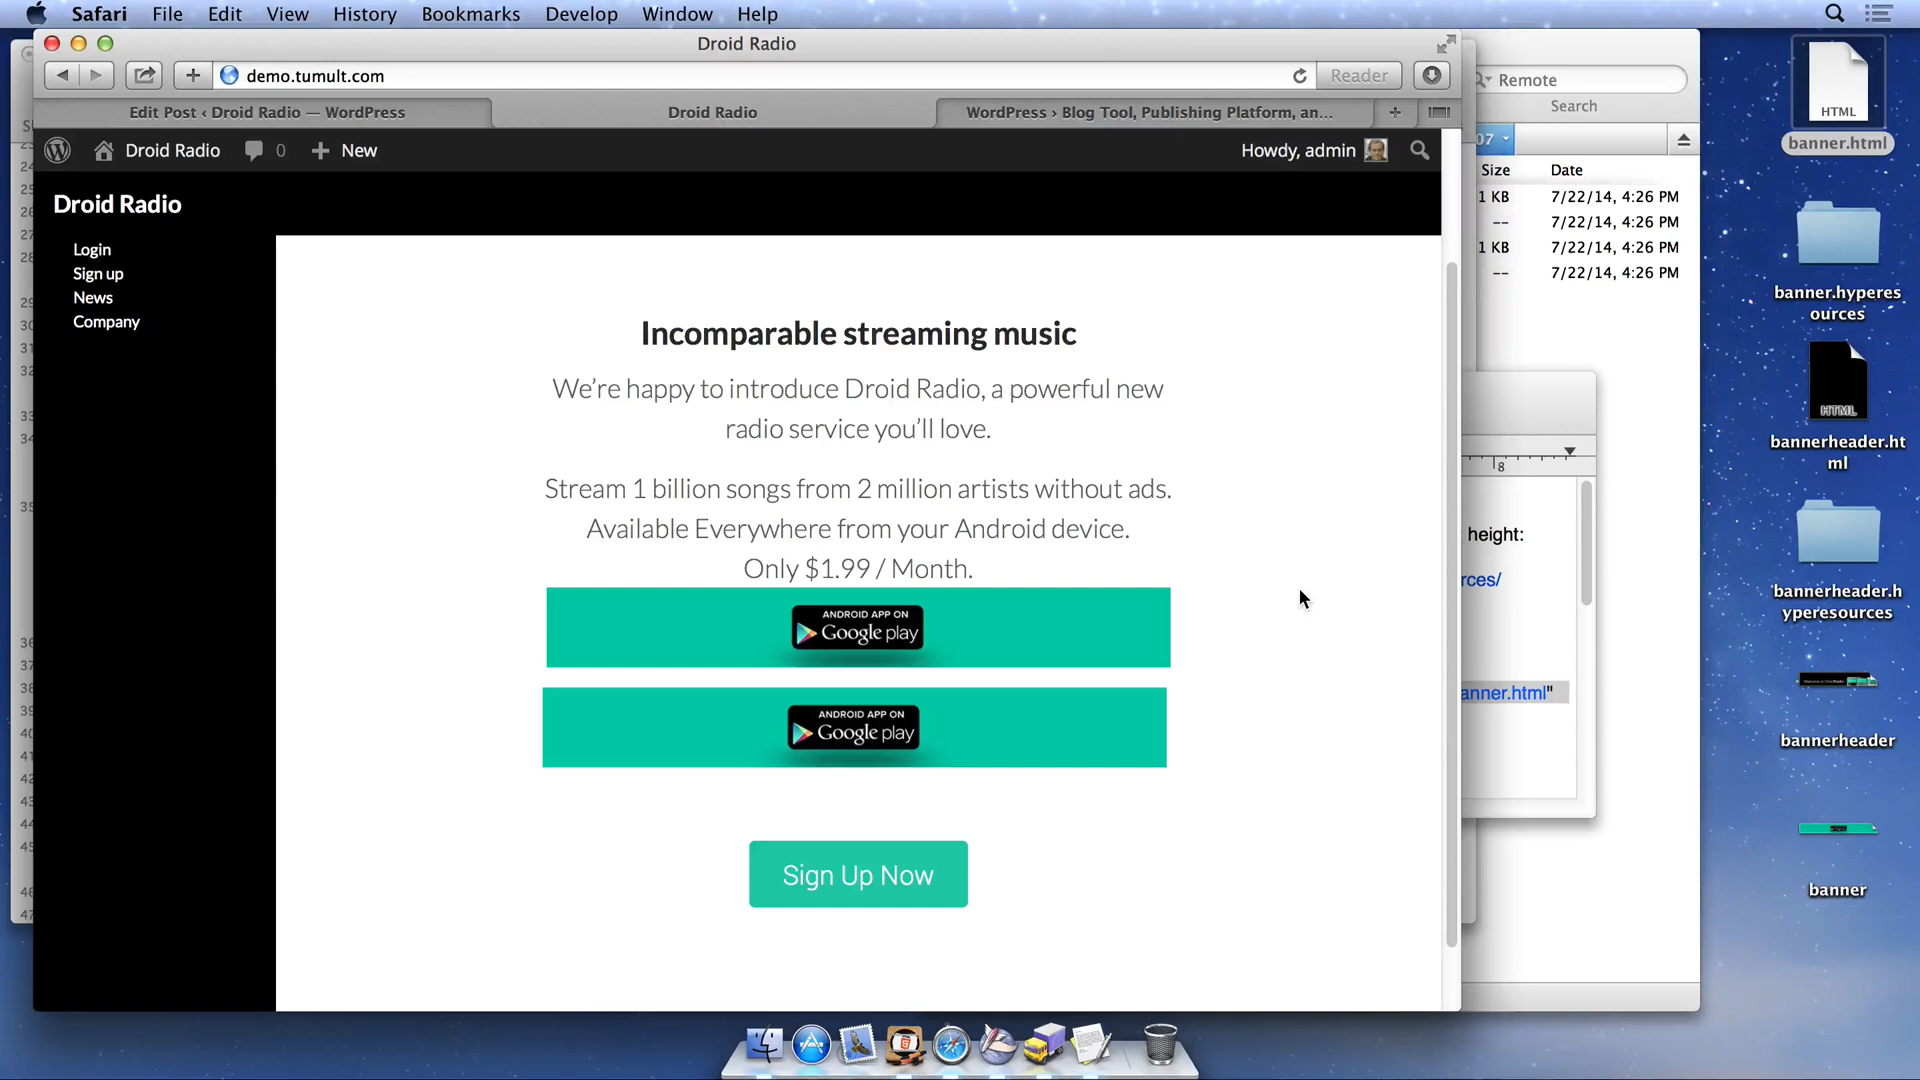 Safari File Edit View History Bookmarks Develop Window Help
Droid Radio
demo.tumult.com
Reader
Edit Post ‹ Droid Radio — WordPress
Droid Radio
WordPress › Blog Tool, Publishing Platform, an...
Droid Radio 0 New
Howdy, admin
Droid Radio
Login
Sign up
News
Company
Incomparable streaming music
We’re happy to introduce Droid Radio, a powerful new
radio service you’ll love.
Stream 1 billion songs from 2 million artists without ads.
Available Everywhere from your Android device.
Only $1.99 / Month.
ANDROID APP ON
Google play
ANDROID APP ON
Google play
Sign Up Now
Remote
Search
07
Size Date
1 KB 7/22/14, 4:26 PM
-- 7/22/14, 4:26 PM
1 KB 7/22/14, 4:26 PM
-- 7/22/14, 4:26 PM
8
height:
rces/
anner.html"
HTML
banner.html
banner.hyperes
ources
HTML
bannerheader.ht
ml
bannerheader.h
yperesources
bannerheader
banner